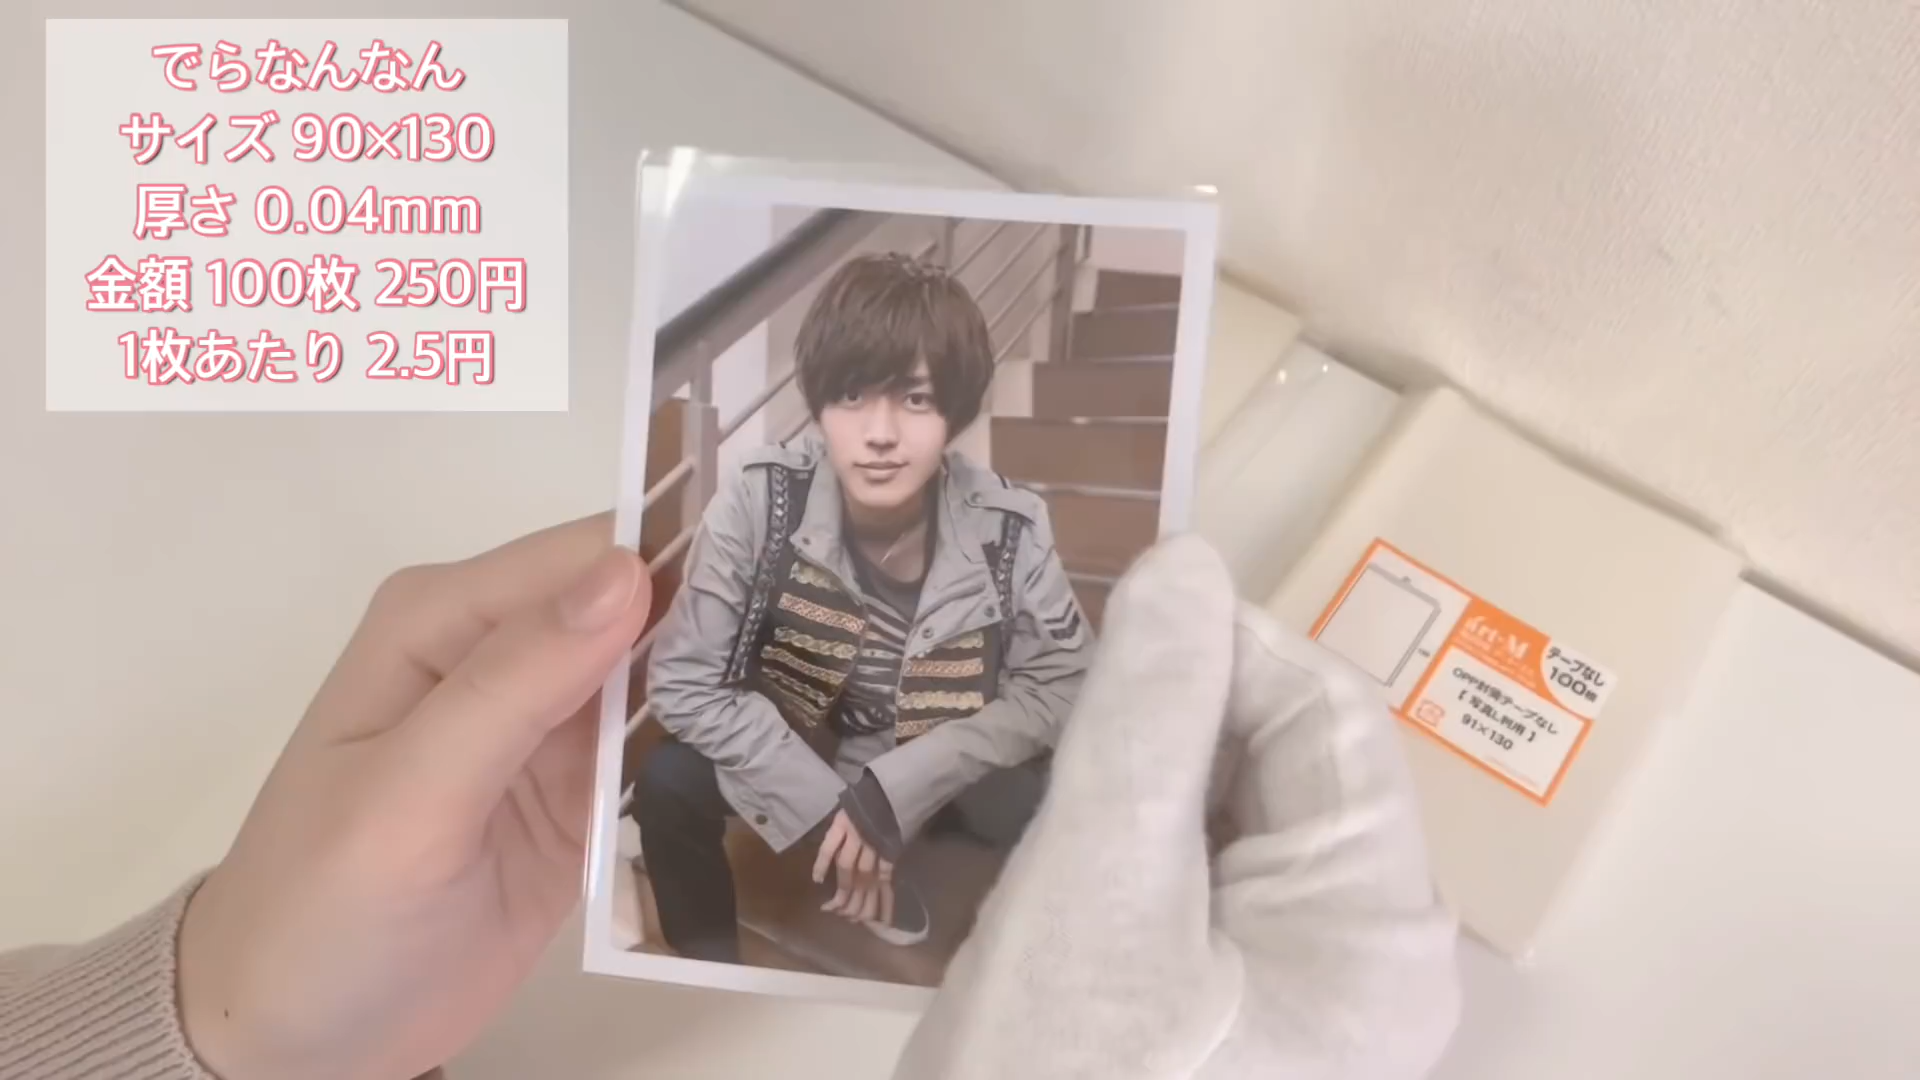 でらなんなん
サイズ 90×130
厚さ 0.04mm
金額 100枚 250円
1枚あたり 2.5円
テープなし
100枚
OPP封筒テープなし
【 写真L判用 】
91×130